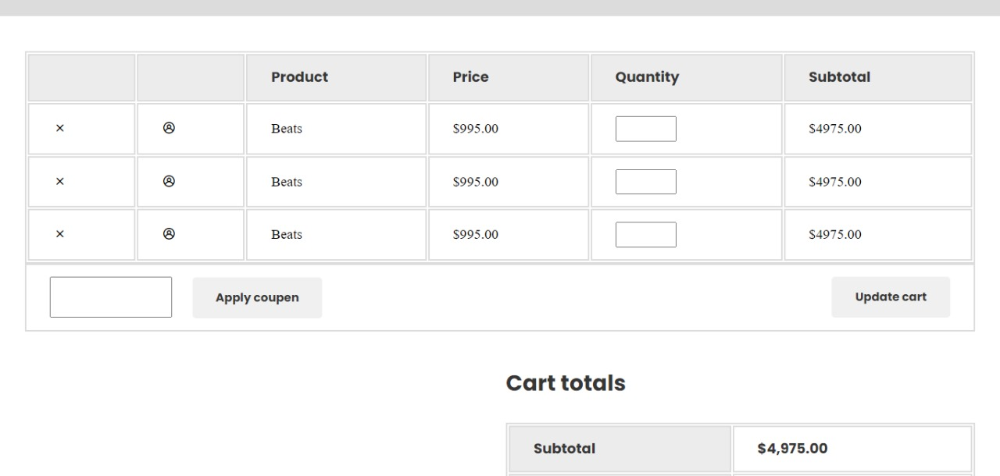 Product Price Quantity Subtotal
× Beats $995.00 $4975.00
× Beats $995.00 $4975.00
× Beats $995.00 $4975.00
Apply coupen Update cart
Cart totals
Subtotal $4,975.00